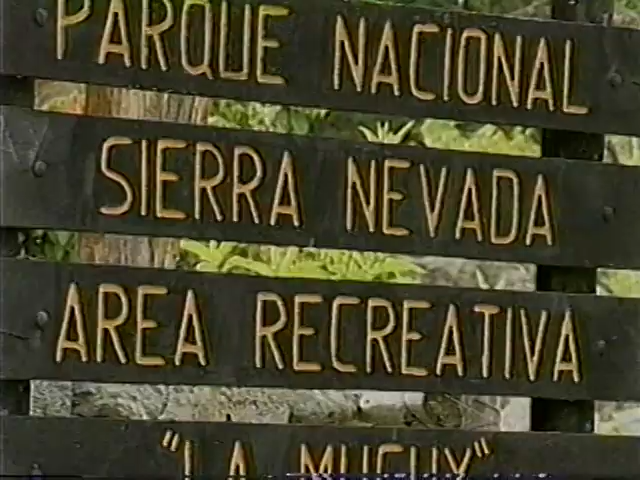 PARQUE NACIONAL
SIERRA NEVADA
AREA RECREATIVA
"LA MUCUY"